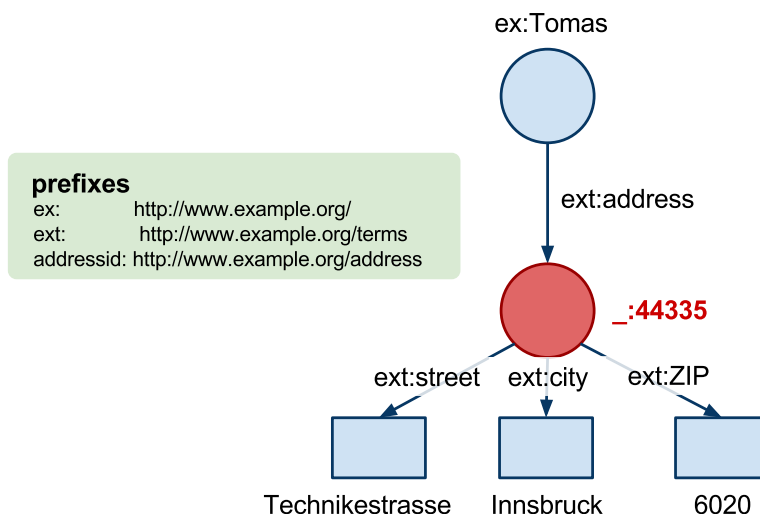 ex:Tomas
prefixes
ex: http://www.example.org/
ext: http://www.example.org/terms
addressid: http://www.example.org/address
ext:address
_:44335
ext:street ext:city ext:ZIP
Technikestrasse Innsbruck 6020